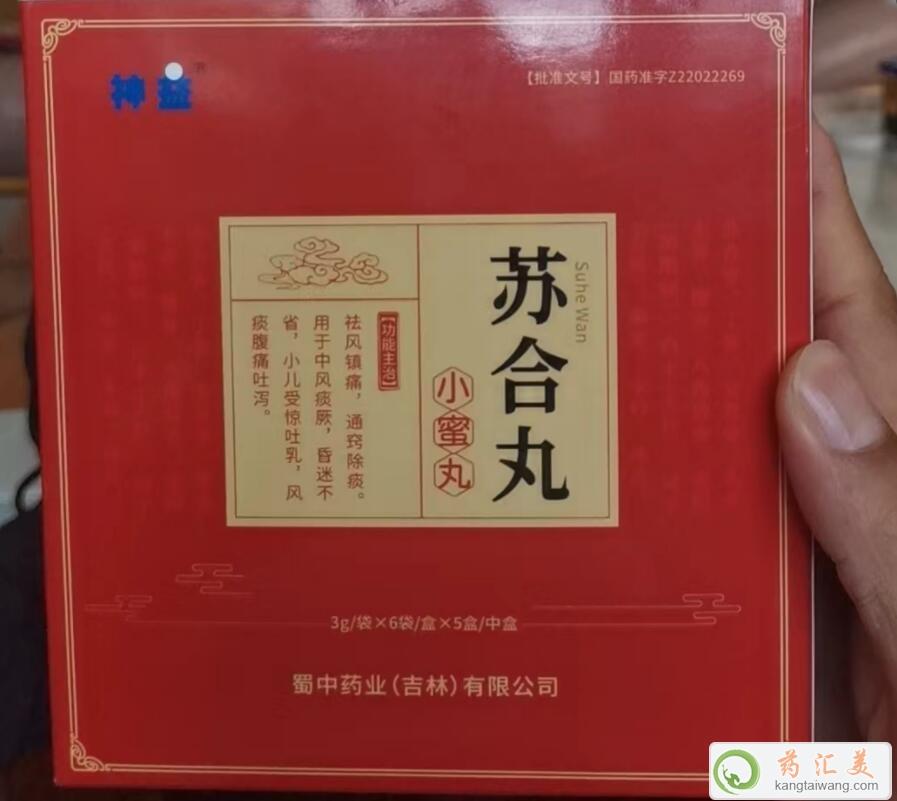 神益
【批准文号】国药准字Z22022269
苏合丸
Suhe Wan
小蜜丸
【功能主治】
祛风镇痛，通窍除痰。
用于中风痰厥，昏迷不
省，小儿受惊吐乳，风
痰腹痛吐泻。
3g/袋×6袋/盒×5盒/中盒
蜀中药业（吉林）有限公司
药汇美
kangtaiwang.com